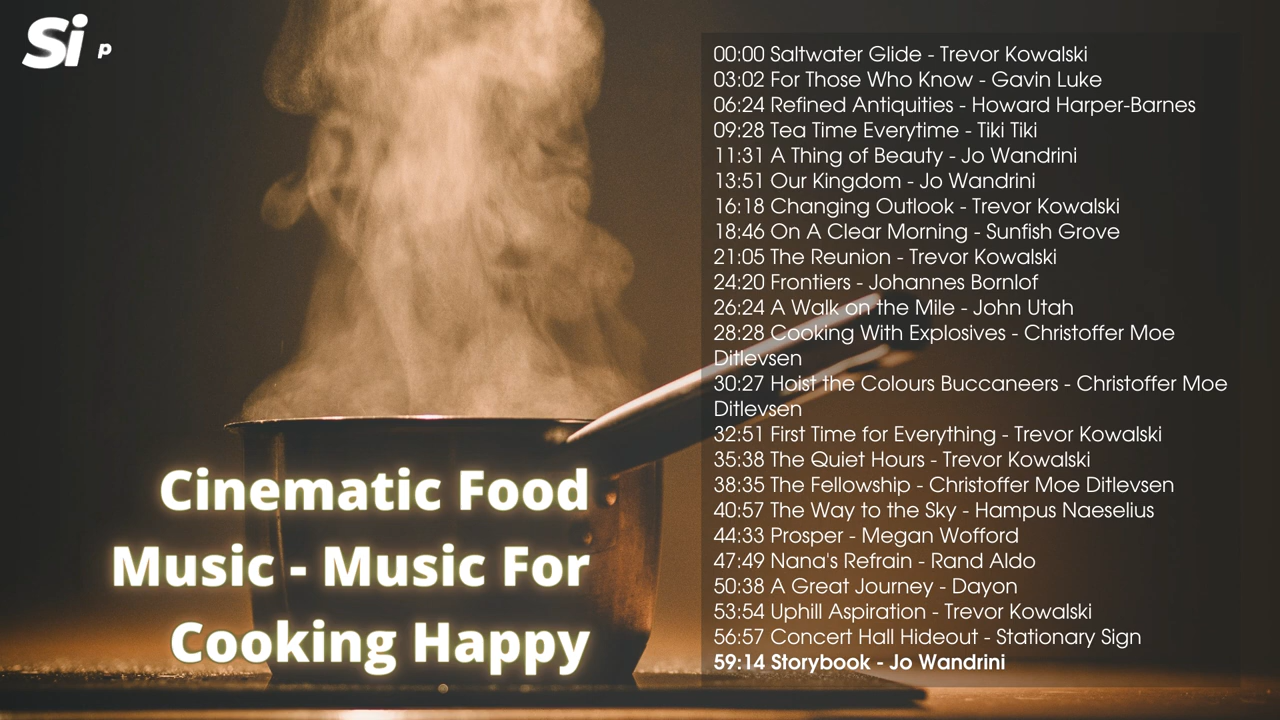 Si p
00:00 Saltwater Glide - Trevor Kowalski
03:02 For Those Who Know - Gavin Luke
06:24 Refined Antiquities - Howard Harper-Barnes
09:28 Tea Time Everytime - Tiki Tiki
11:31 A Thing of Beauty - Jo Wandrini
13:51 Our Kingdom - Jo Wandrini
16:18 Changing Outlook - Trevor Kowalski
18:46 On A Clear Morning - Sunfish Grove
21:05 The Reunion - Trevor Kowalski
24:20 Frontiers - Johannes Bornlof
26:24 A Walk on the Mile - John Utah
28:28 Cooking With Explosives - Christoffer Moe
Ditlevsen
30:27 Hoist the Colours Buccaneers - Christoffer Moe
Ditlevsen
32:51 First Time for Everything - Trevor Kowalski
35:38 The Quiet Hours - Trevor Kowalski
38:35 The Fellowship - Christoffer Moe Ditlevsen
40:57 The Way to the Sky - Hampus Naeselius
44:33 Prosper - Megan Wofford
47:49 Nana's Refrain - Rand Aldo
50:38 A Great Journey - Dayon
53:54 Uphill Aspiration - Trevor Kowalski
56:57 Concert Hall Hideout - Stationary Sign
59:14 Storybook - Jo Wandrini
Cinematic Food
Music - Music For
Cooking Happy